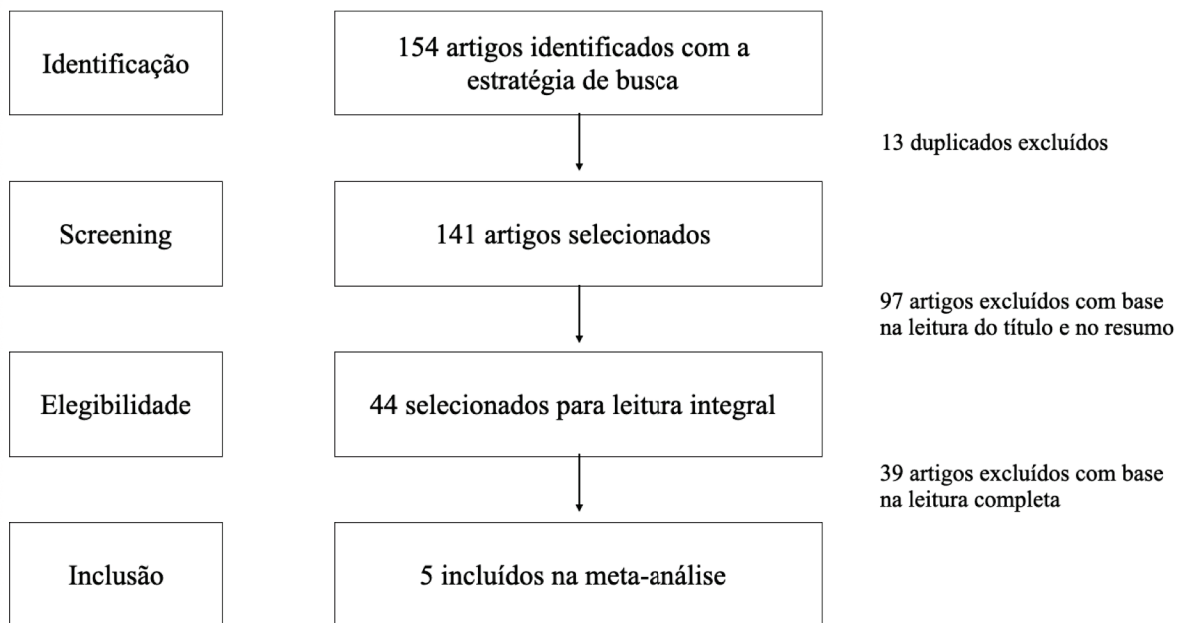 Identificação
154 artigos identificados com a
estratégia de busca
13 duplicados excluídos
Screening
141 artigos selecionados
97 artigos excluídos com base
na leitura do título e no resumo
Elegibilidade
44 selecionados para leitura integral
39 artigos excluídos com base
na leitura completa
Inclusão
5 incluídos na meta-análise